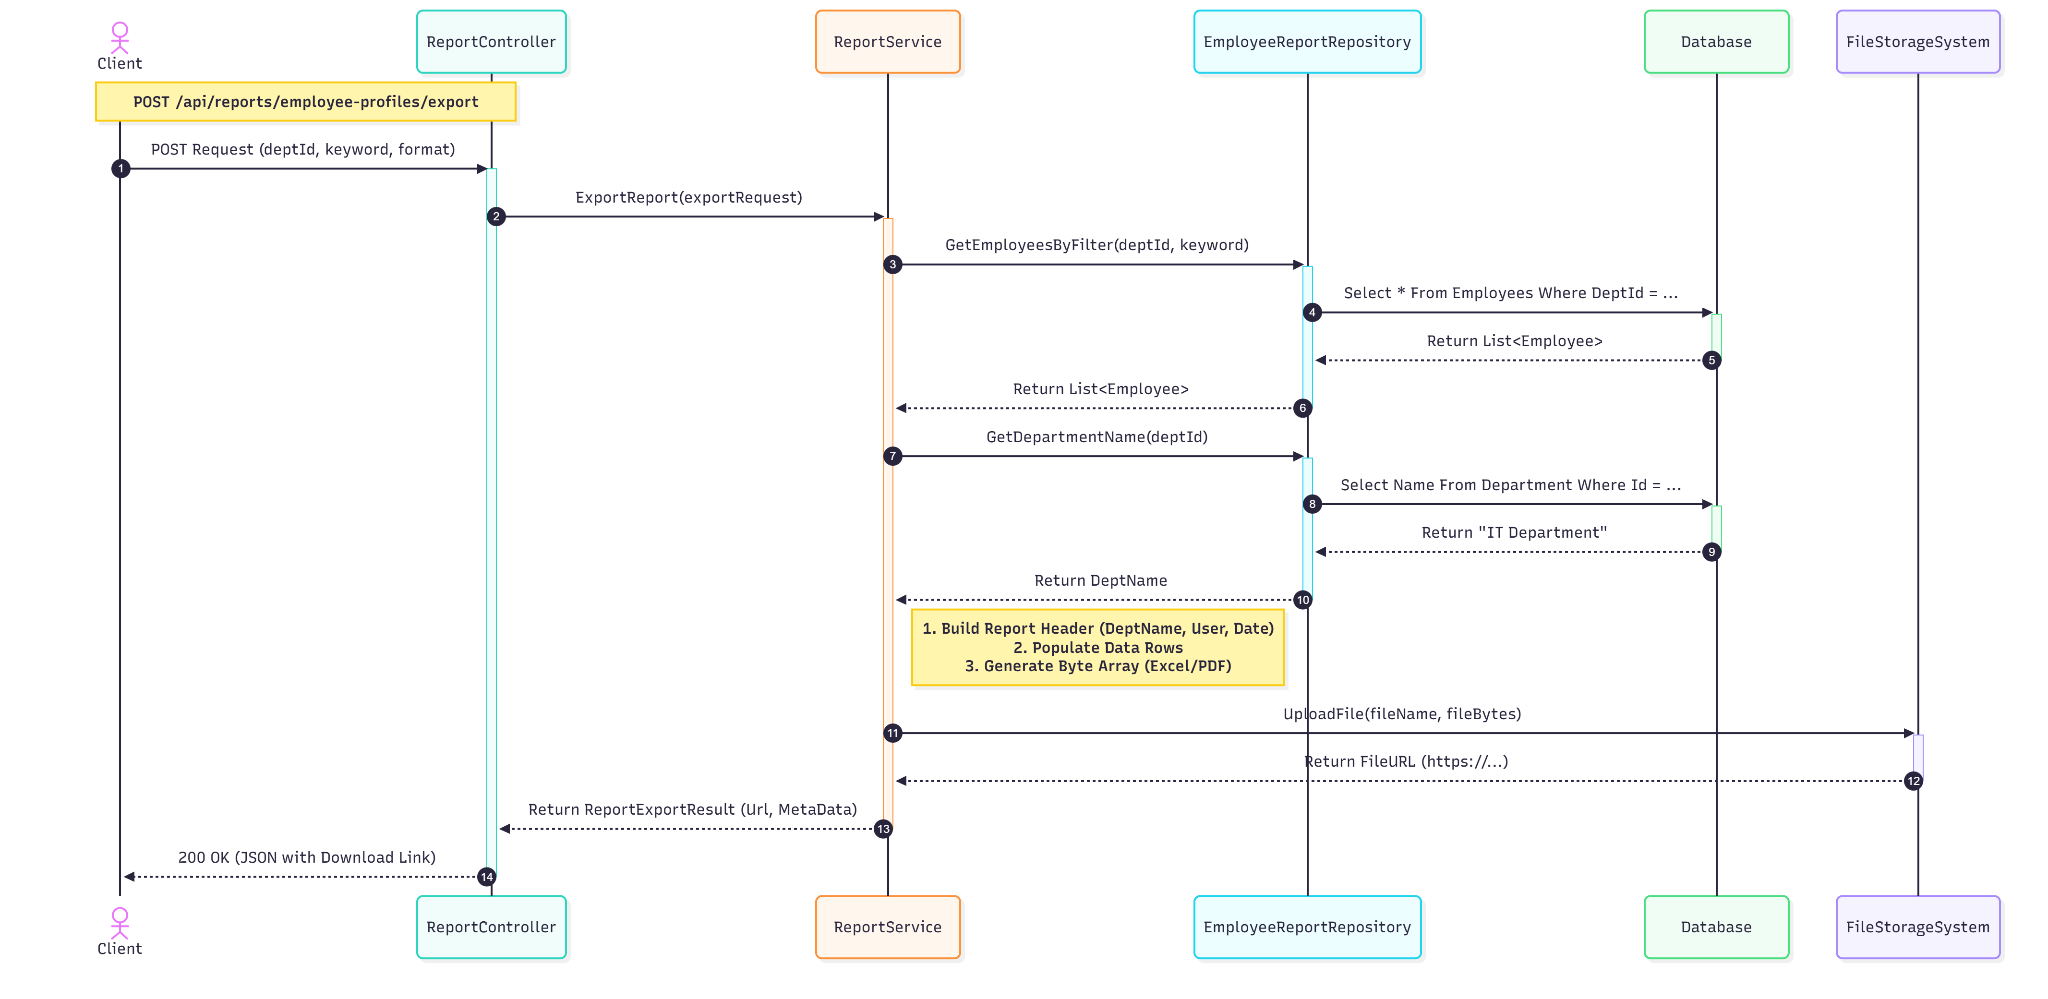 Client
ReportController
ReportService
EmployeeReportRepository
Database
FileStorageSystem
POST /api/reports/employee-profiles/export
POST Request (deptId, keyword, format)
1
ExportReport(exportRequest)
2
GetEmployeesByFilter(deptId, keyword)
3
Select * From Employees Where DeptId = ...
4
Return List<Employee>
5
Return List<Employee>
6
GetDepartmentName(deptId)
7
Select Name From Department Where Id = ...
8
Return "IT Department"
9
Return DeptName
10
1. Build Report Header (DeptName, User, Date)
2. Populate Data Rows
3. Generate Byte Array (Excel/PDF)
UploadFile(fileName, fileBytes)
11
Return FileURL (https://...)
12
Return ReportExportResult (Url, MetaData)
13
200 OK (JSON with Download Link)
14
Client
ReportController
ReportService
EmployeeReportRepository
Database
FileStorageSystem